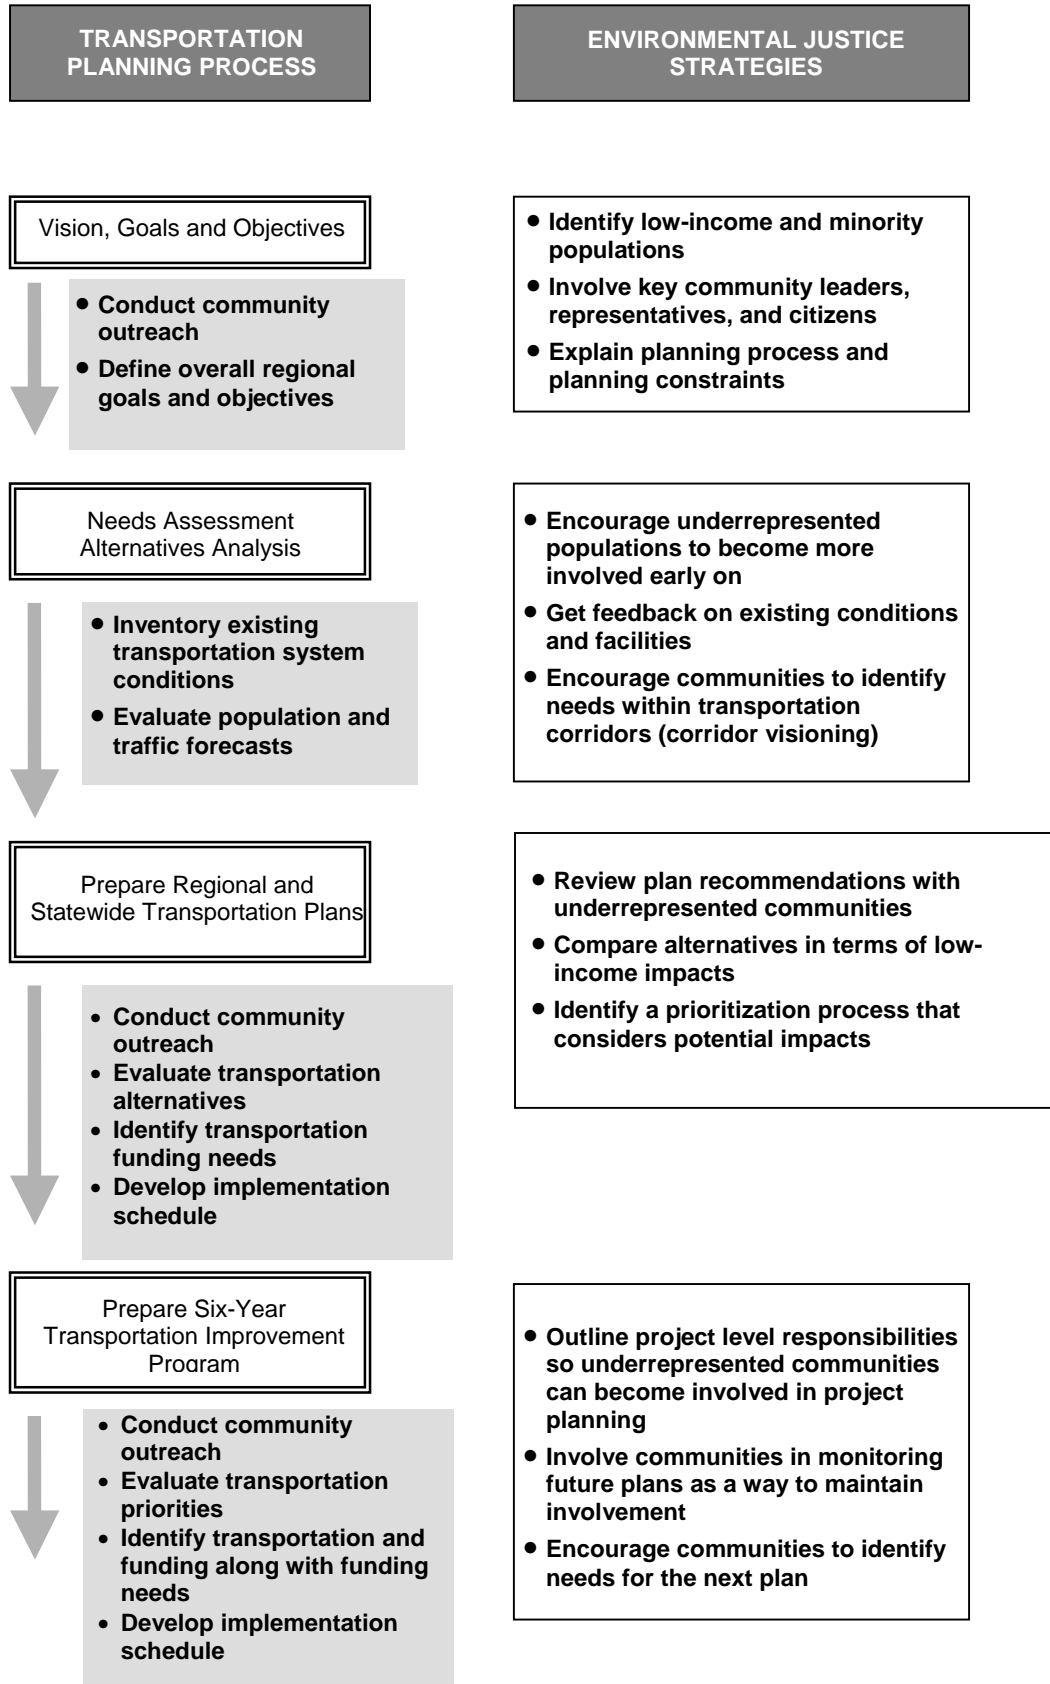 TRANSPORTATION
PLANNING PROCESS
ENVIRONMENTAL JUSTICE
STRATEGIES
Vision, Goals and Objectives
• Conduct community
outreach
• Define overall regional
goals and objectives
• Identify low-income and minority
populations
• Involve key community leaders,
representatives, and citizens
• Explain planning process and
planning constraints
Needs Assessment
Alternatives Analysis
• Inventory existing
transportation system
conditions
• Evaluate population and
traffic forecasts
• Encourage underrepresented
populations to become more
involved early on
• Get feedback on existing conditions
and facilities
• Encourage communities to identify
needs within transportation
corridors (corridor visioning)
Prepare Regional and
Statewide Transportation Plans
• Conduct community
outreach
• Evaluate transportation
alternatives
• Identify transportation
funding needs
• Develop implementation
schedule
• Review plan recommendations with
underrepresented communities
• Compare alternatives in terms of low-
income impacts
• Identify a prioritization process that
considers potential impacts
Prepare Six-Year
Transportation Improvement
Program
• Conduct community
outreach
• Evaluate transportation
priorities
• Identify transportation and
funding along with funding
needs
• Develop implementation
schedule
• Outline project level responsibilities
so underrepresented communities
can become involved in project
planning
• Involve communities in monitoring
future plans as a way to maintain
involvement
• Encourage communities to identify
needs for the next plan